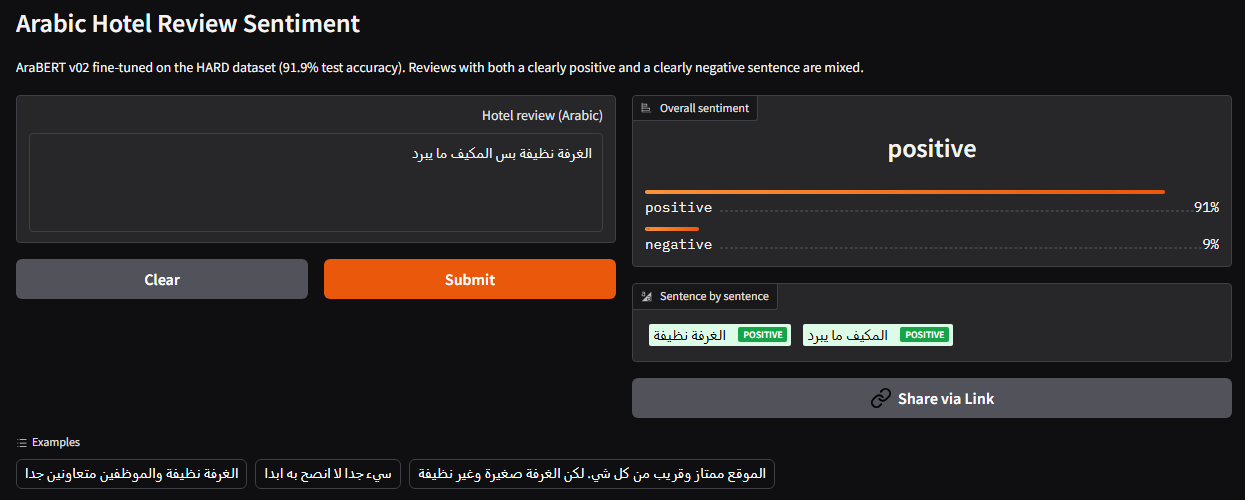 Arabic Hotel Review Sentiment
AraBERT v02 fine-tuned on the HARD dataset (91.9% test accuracy). Reviews with both a clearly positive and a clearly negative sentence are mixed.
Hotel review (Arabic)
الغرفة نظيفة بس المكيف ما يبرد
Clear
Submit
Overall sentiment
positive
positive 91%
negative 9%
Sentence by sentence
الغرفة نظيفة POSITIVE
المكيف ما يبرد POSITIVE
Share via Link
Examples
الغرفة نظيفة والموظفين متعاونين جدا
سيء جدا لا انصح به ابدا
الموقع ممتاز وقريب من كل شي. لكن الغرفة صغيرة وغير نظيفة